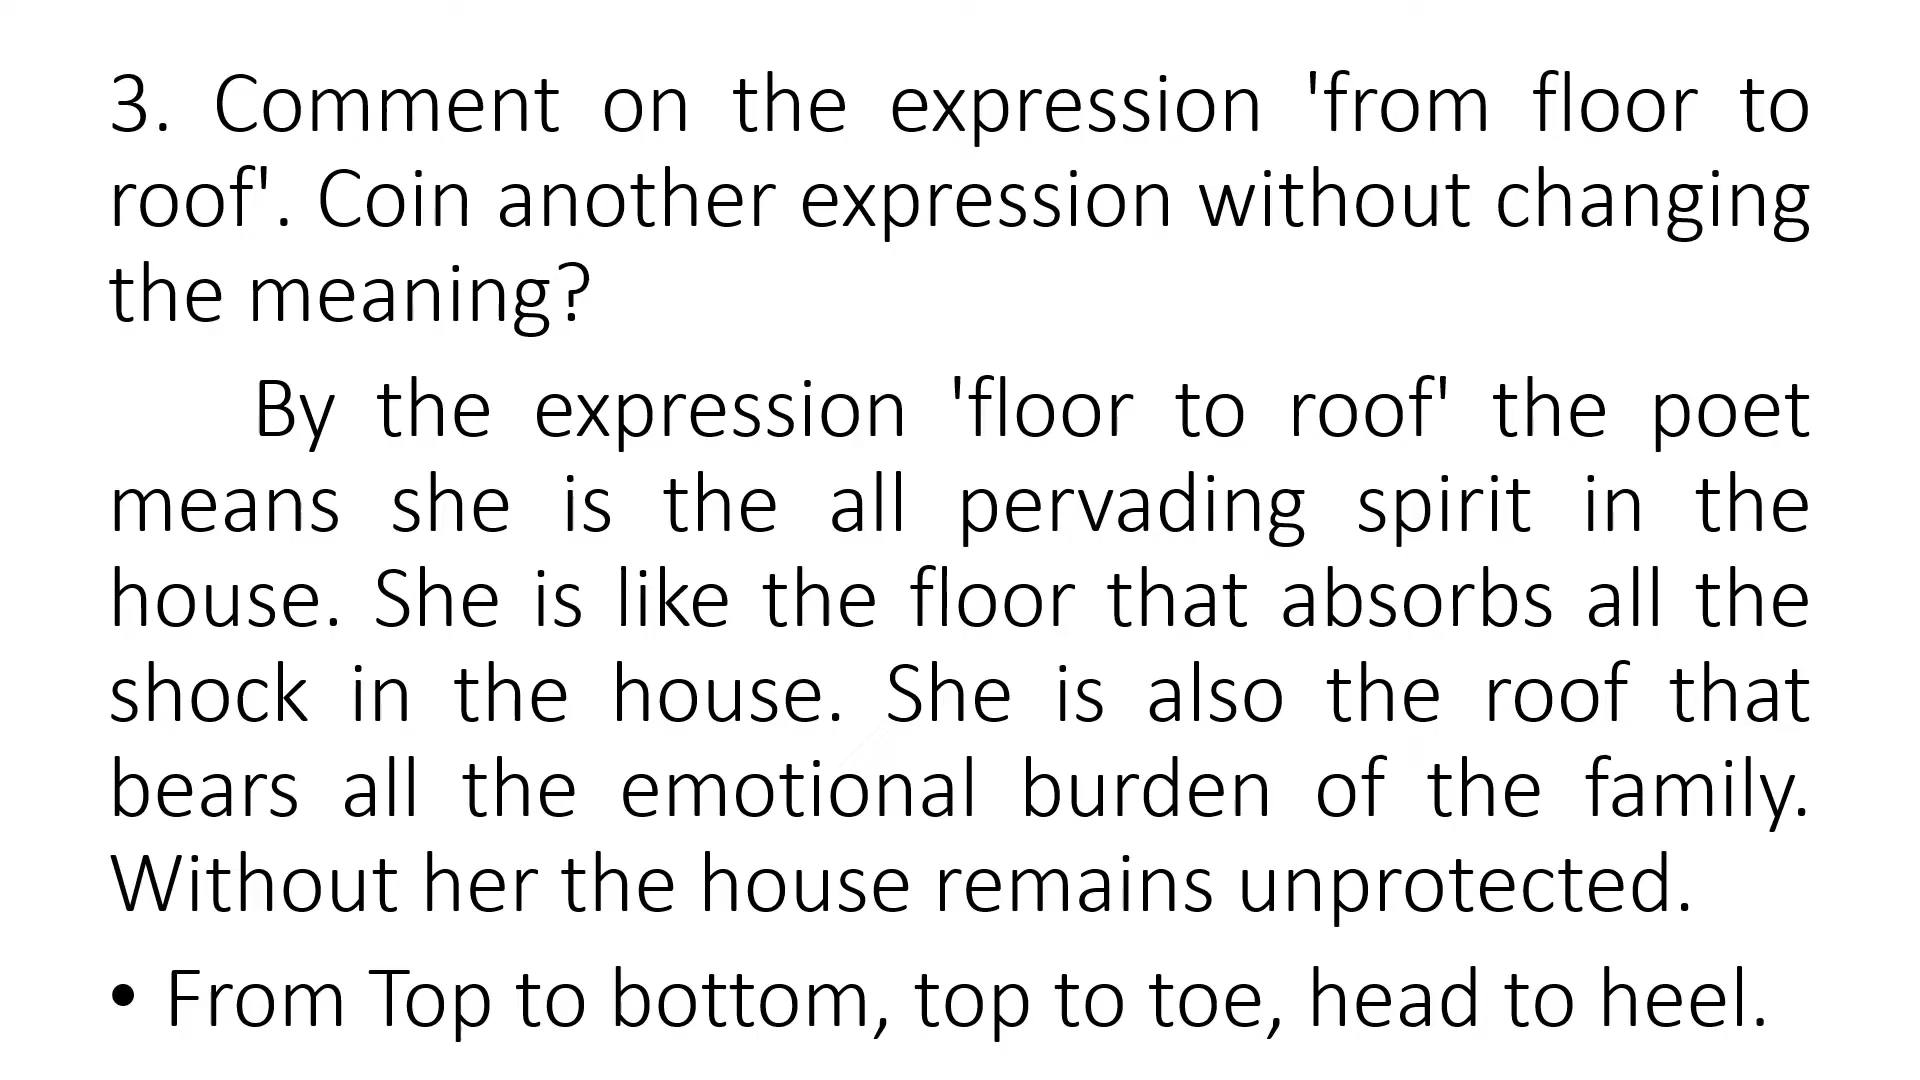 3. Comment on the expression 'from floor to
roof'. Coin another expression without changing
the meaning?
By the expression 'floor to roof' the poet
means she is the all pervading spirit in the
house. She is like the floor that absorbs all the
shock in the house. She is also the roof that
bears all the emotional burden of the family.
Without her the house remains unprotected.
• From Top to bottom, top to toe, head to heel.